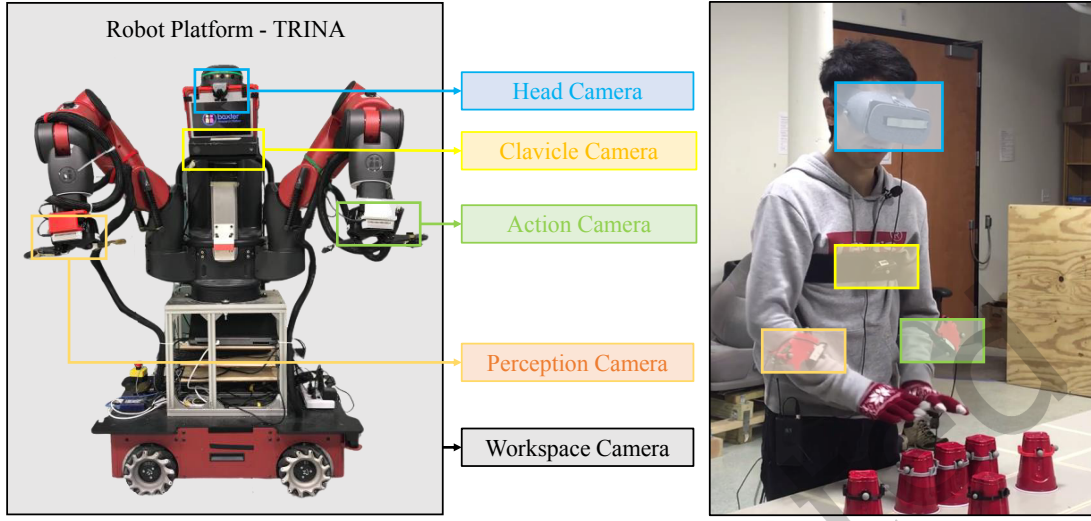 Robot Platform - TRINA
baxter
Head Camera
Clavicle Camera
Action Camera
Perception Camera
Workspace Camera